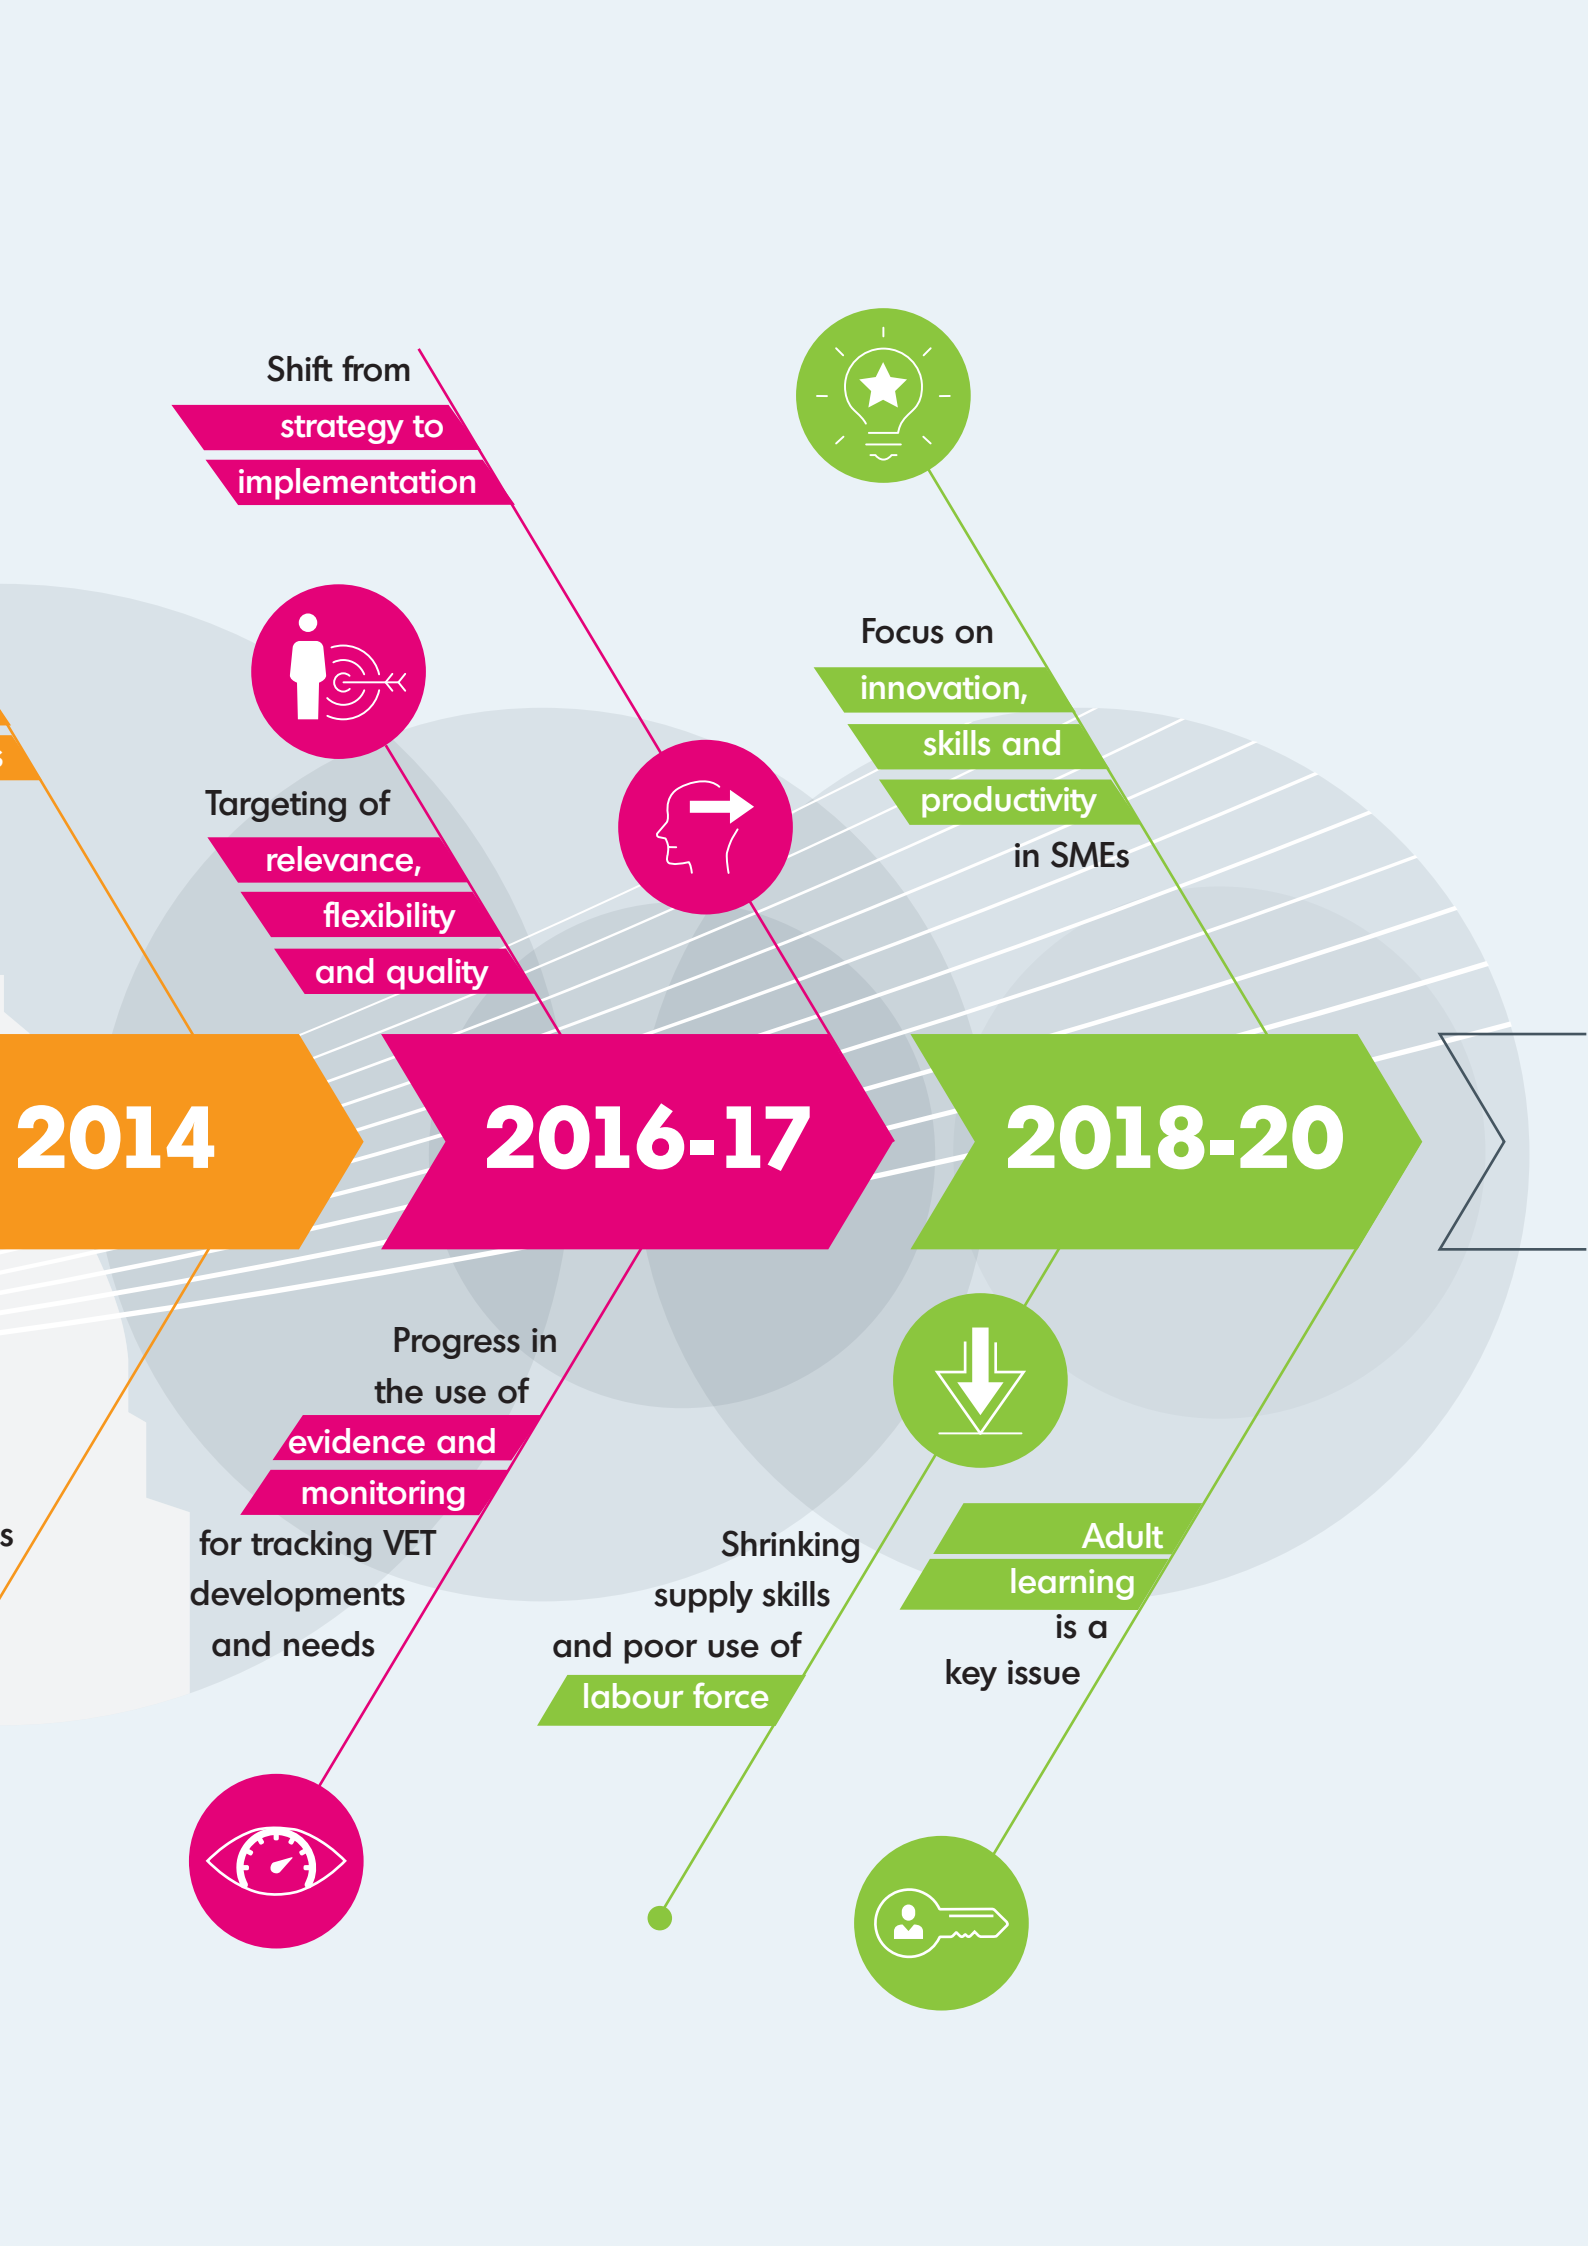 Shift from
strategy to
implementation
Targeting of
relevance,
flexibility
and quality
Focus on
innovation,
skills and
productivity
in SMEs
s
2014
2016-17
2018-20
Progress in
the use of
evidence and
monitoring
for tracking VET
developments
and needs
s
Shrinking
supply skills
and poor use of
labour force
Adult
learning
is a
key issue